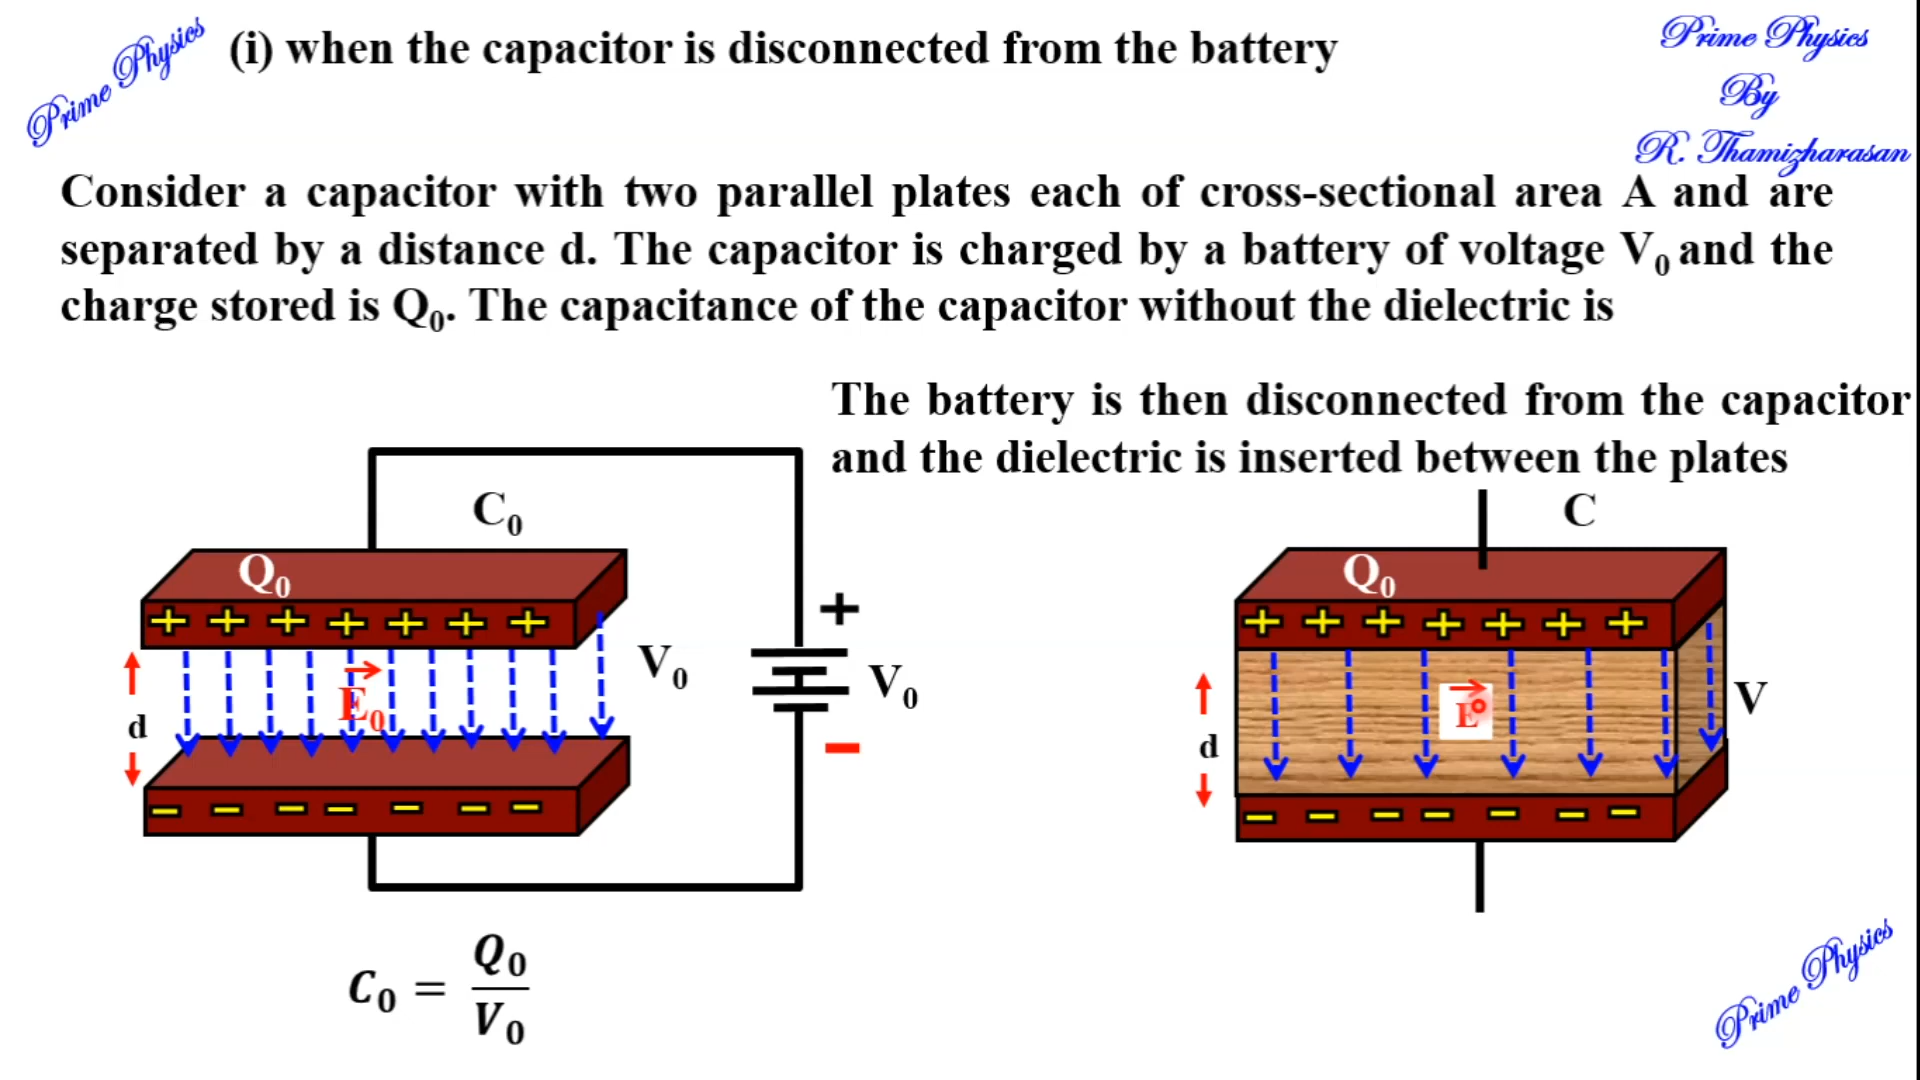 Prime Physics
(i) when the capacitor is disconnected from the battery
Prime Physics
By
R. Thamizharasan
Consider a capacitor with two parallel plates each of cross-sectional area A and are
separated by a distance d. The capacitor is charged by a battery of voltage V₀ and the
charge stored is Q₀. The capacitance of the capacitor without the dielectric is
The battery is then disconnected from the capacitor
and the dielectric is inserted between the plates
C₀
Q₀
+ + + + + + +
E₀
d
V₀
+
V₀
−
− − − − − − −
C₀ = Q₀ / V₀
C
Q₀
+ + + + + + +
E
d
V
− − − − − − −
Prime Physics